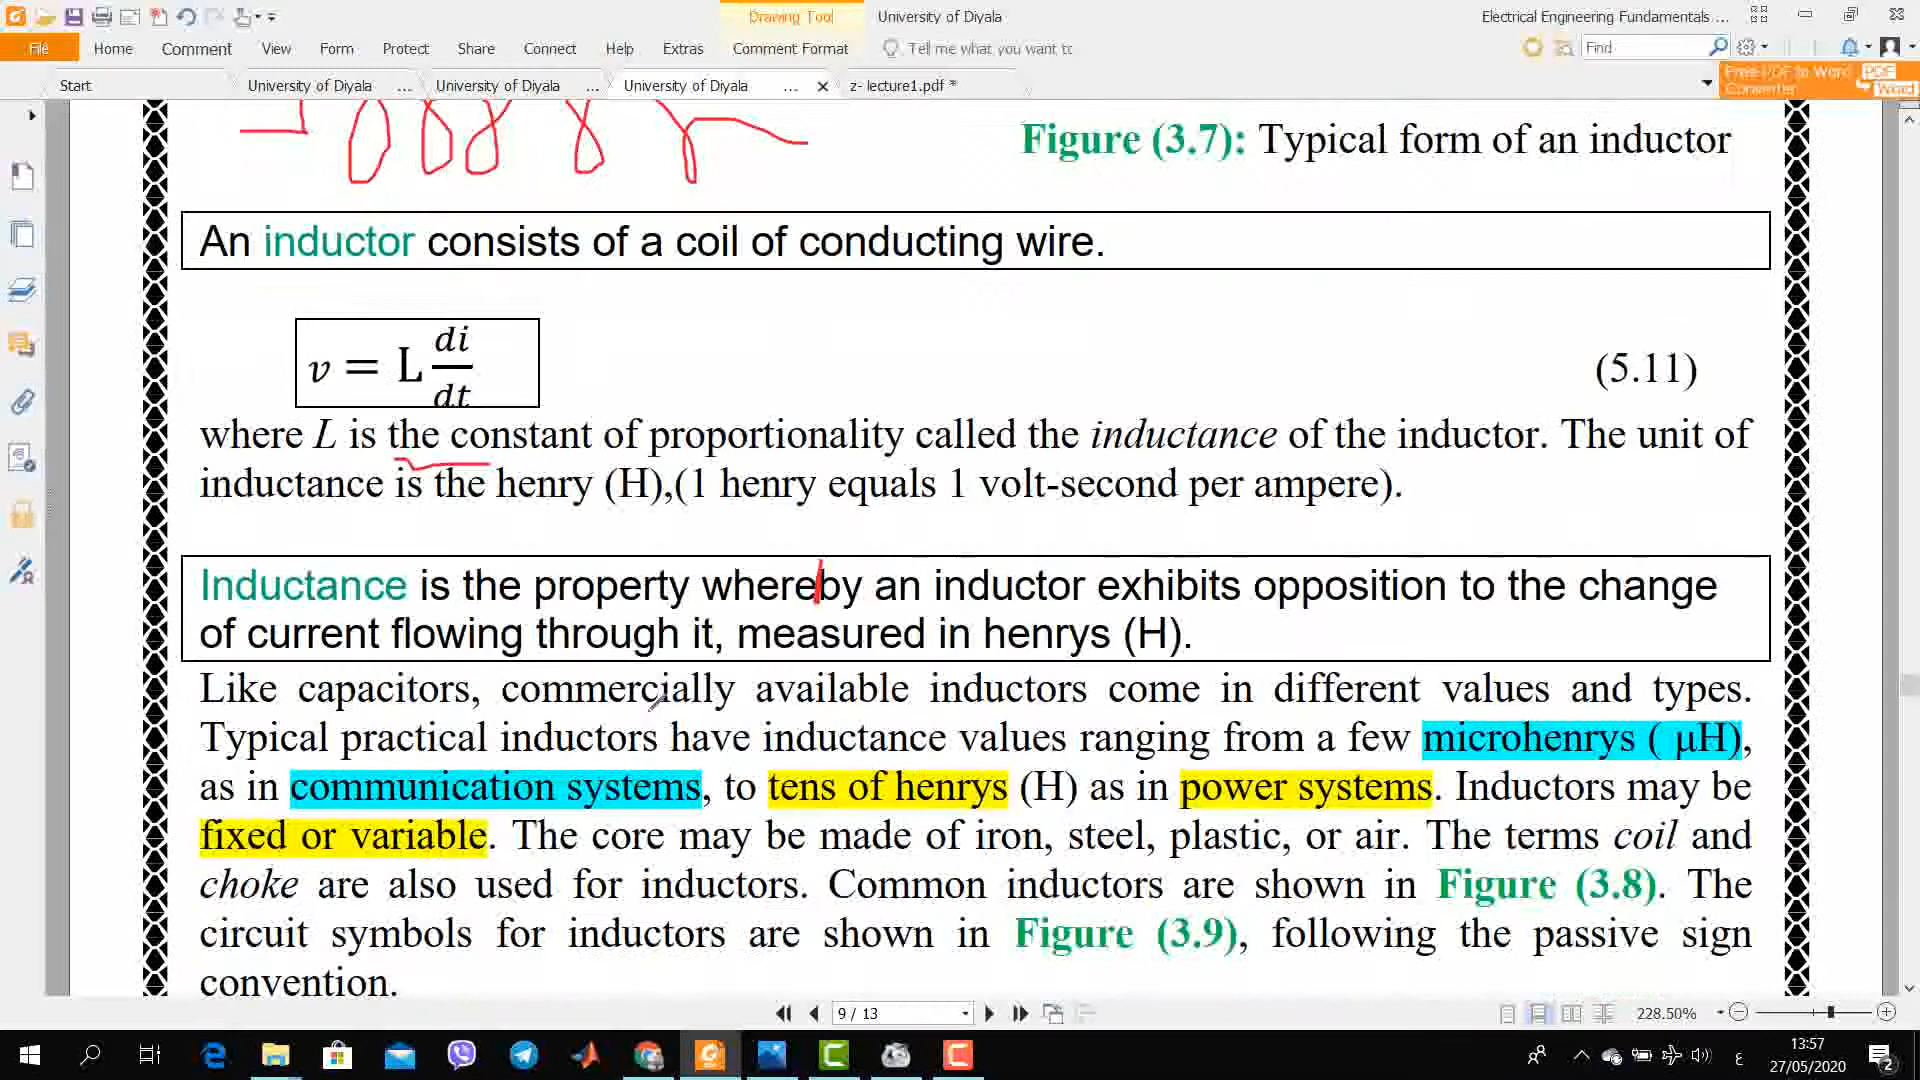 Drawing Tool
University of Diyala
Electrical Engineering Fundamentals ...
File Home Comment View Form Protect Share Connect Help Extras Comment Format Tell me what you want to Find
Free PDF to Word Converter PDF Word
Start University of Diyala ... University of Diyala ... University of Diyala ... z- lecture1.pdf *
Figure (3.7): Typical form of an inductor
An inductor consists of a coil of conducting wire.
v = L di/dt (5.11)
where L is the constant of proportionality called the inductance of the inductor. The unit of
inductance is the henry (H),(1 henry equals 1 volt-second per ampere).
Inductance is the property whereby an inductor exhibits opposition to the change
of current flowing through it, measured in henrys (H).
Like capacitors, commercially available inductors come in different values and types.
Typical practical inductors have inductance values ranging from a few microhenrys ( μH),
as in communication systems, to tens of henrys (H) as in power systems. Inductors may be
fixed or variable. The core may be made of iron, steel, plastic, or air. The terms coil and
choke are also used for inductors. Common inductors are shown in Figure (3.8). The
circuit symbols for inductors are shown in Figure (3.9), following the passive sign
convention.
9 / 13
228.50%
ع
13:57
27/05/2020
2